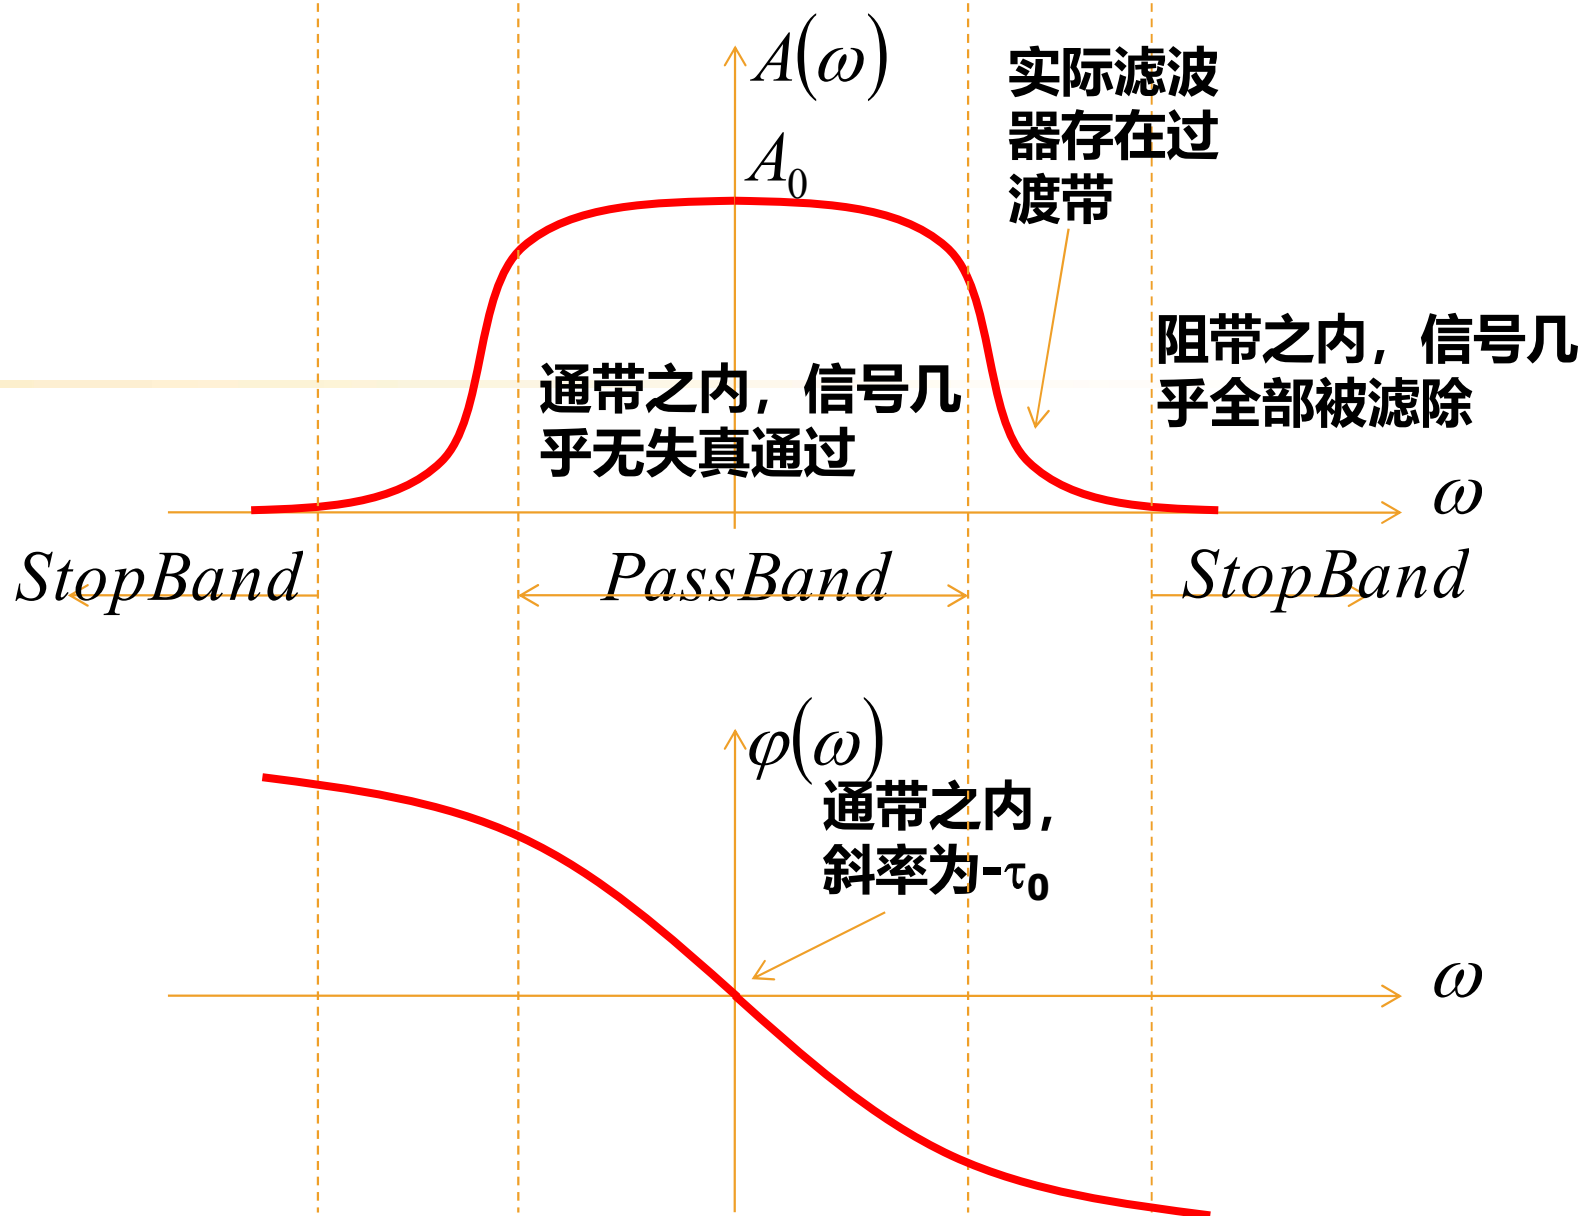 A(ω)
A0
实际滤波
器存在过
渡带
阻带之内，信号几
乎全部被滤除
通带之内，信号几
乎无失真通过
ω
StopBand
PassBand
StopBand
φ(ω)
通带之内，
斜率为-τ0
ω